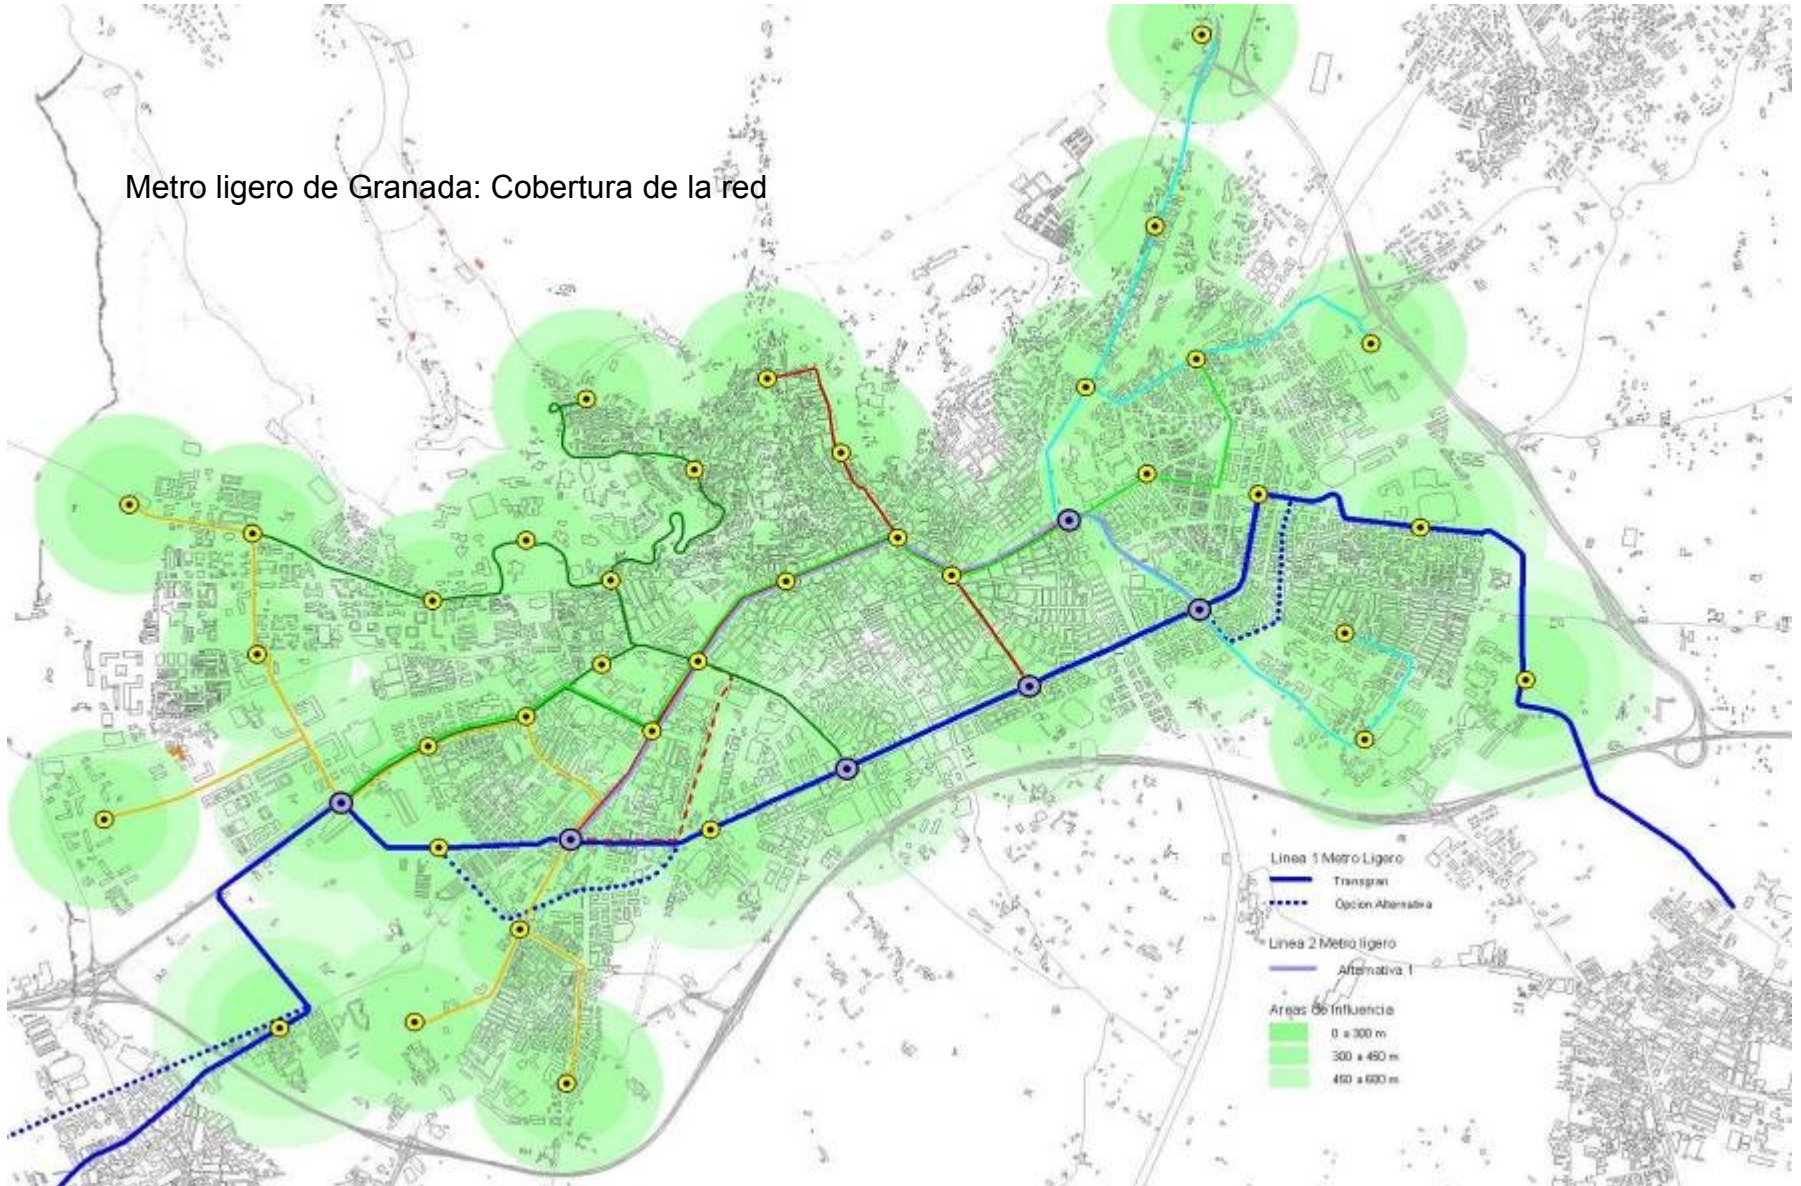 Metro ligero de Granada: Cobertura de la red
Linea 1 Metro Ligero
Transgran
Opcion Alternativa
Linea 2 Metro ligero
Alternativa 1
Areas de Influencia
0 a 300 m
300 a 450 m
450 a 600 m